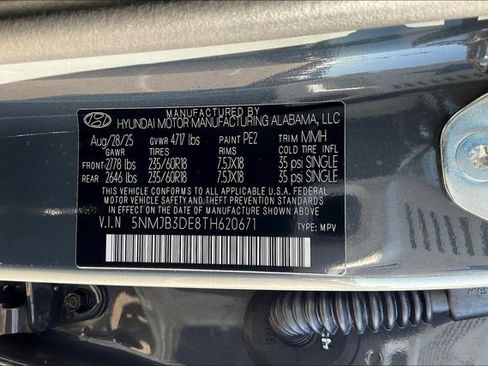 MANUFACTURED BY
HYUNDAI MOTOR MANUFACTURING ALABAMA, LLC
Aug/28/25 GVWR 4717 lbs PAINT PE2 TRIM MMH
GAWR TIRES RIMS COLD TIRE INFL
FRONT 2778 lbs 235/60R18 7.5JX18 35 psi SINGLE
REAR 2646 lbs 235/60R18 7.5JX18 35 psi SINGLE
THIS VEHICLE CONFORMS TO ALL APPLICABLE U.S.A. FEDERAL
MOTOR VEHICLE SAFETY AND THEFT PREVENTION STANDARDS
IN EFFECT ON THE DATE OF MANUFACTURE SHOWN ABOVE.
V.I.N 5NMJB3DE8TH620671 TYPE: MPV